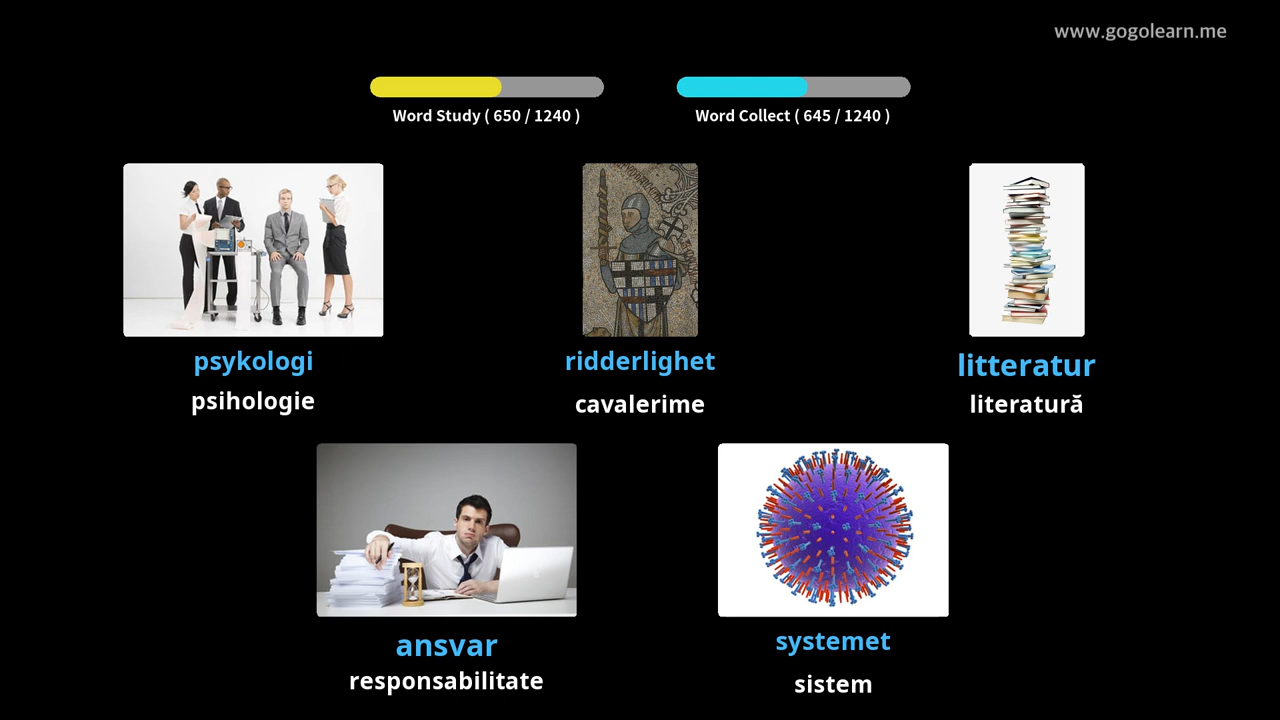 www.gogolearn.me
Word Study ( 650 / 1240 )
Word Collect ( 645 / 1240 )
psykologi
ridderlighet
litteratur
psihologie
cavalerime
literatură
ansvar
systemet
responsabilitate
sistem